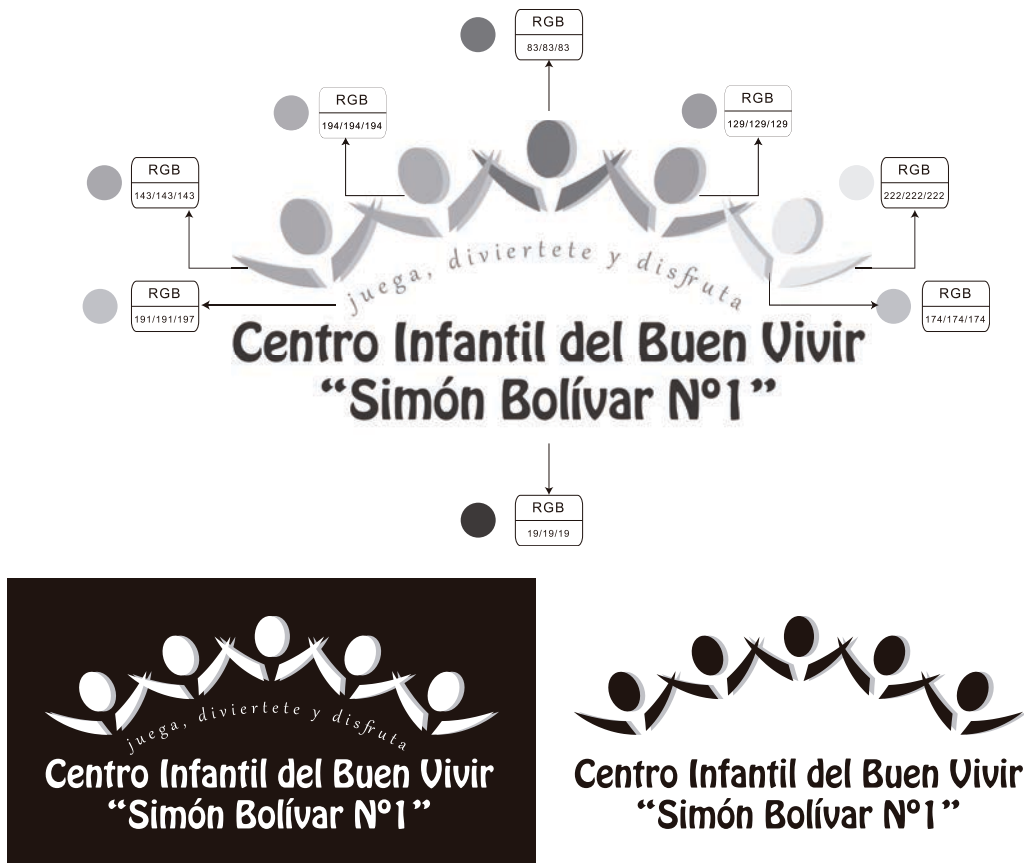 RGB
83/83/83
RGB
194/194/194
RGB
129/129/129
RGB
143/143/143
RGB
222/222/222
RGB
191/191/197
RGB
174/174/174
juega, diviertete y disfruta
Centro Infantil del Buen Vivir
“Simón Bolívar Nº1”
RGB
19/19/19
juega, diviertete y disfruta
Centro Infantil del Buen Vivir
“Simón Bolívar Nº1”
Centro Infantil del Buen Vivir
“Simón Bolívar Nº1”